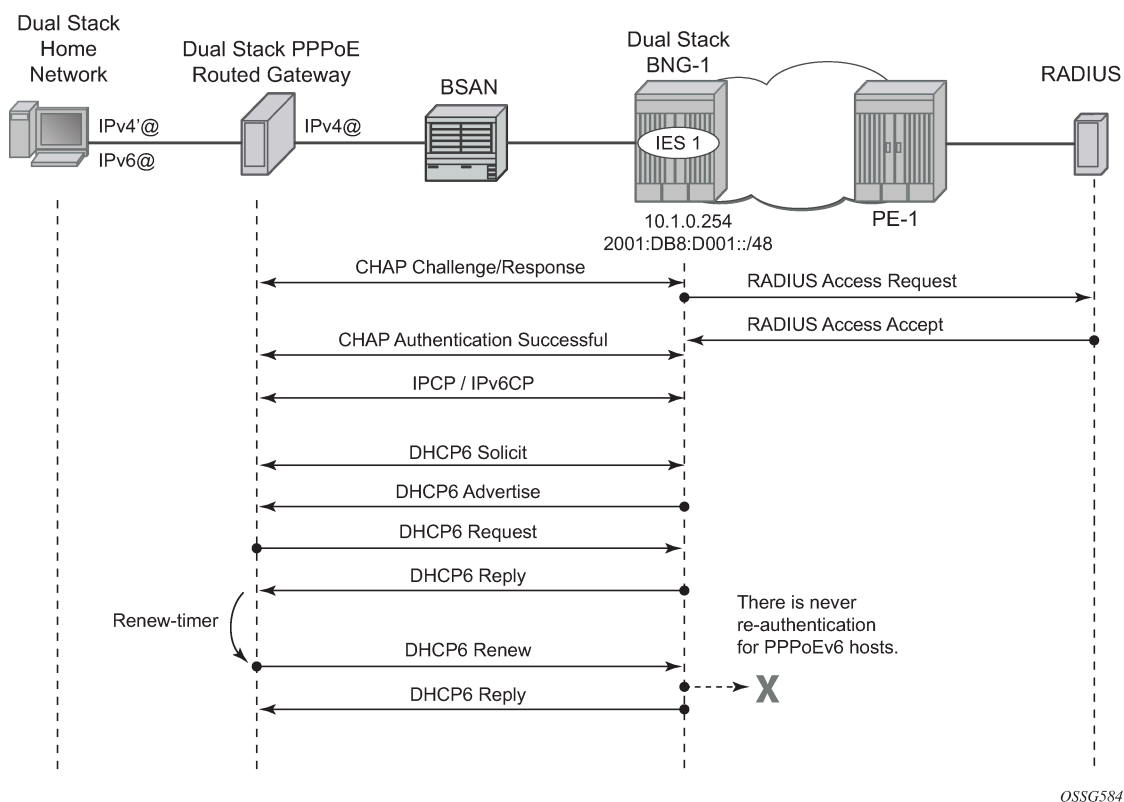 Dual Stack
Home
Network
Dual Stack PPPoE
Routed Gateway
BSAN
Dual Stack
BNG-1
RADIUS
IPv4’@
IPv6@
IPv4@
IES 1
PE-1
10.1.0.254
2001:DB8:D001::/48
CHAP Challenge/Response
RADIUS Access Request
RADIUS Access Accept
CHAP Authentication Successful
IPCP / IPv6CP
DHCP6 Solicit
DHCP6 Advertise
DHCP6 Request
DHCP6 Reply
Renew-timer
There is never
re-authentication
for PPPoEv6 hosts.
DHCP6 Renew
X
DHCP6 Reply
OSSG584